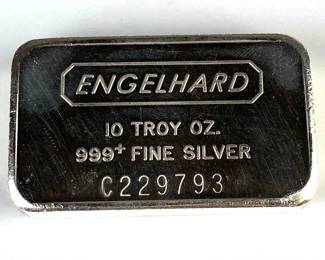 ENGELHARD
10 TROY OZ.
999+ FINE SILVER
C229793